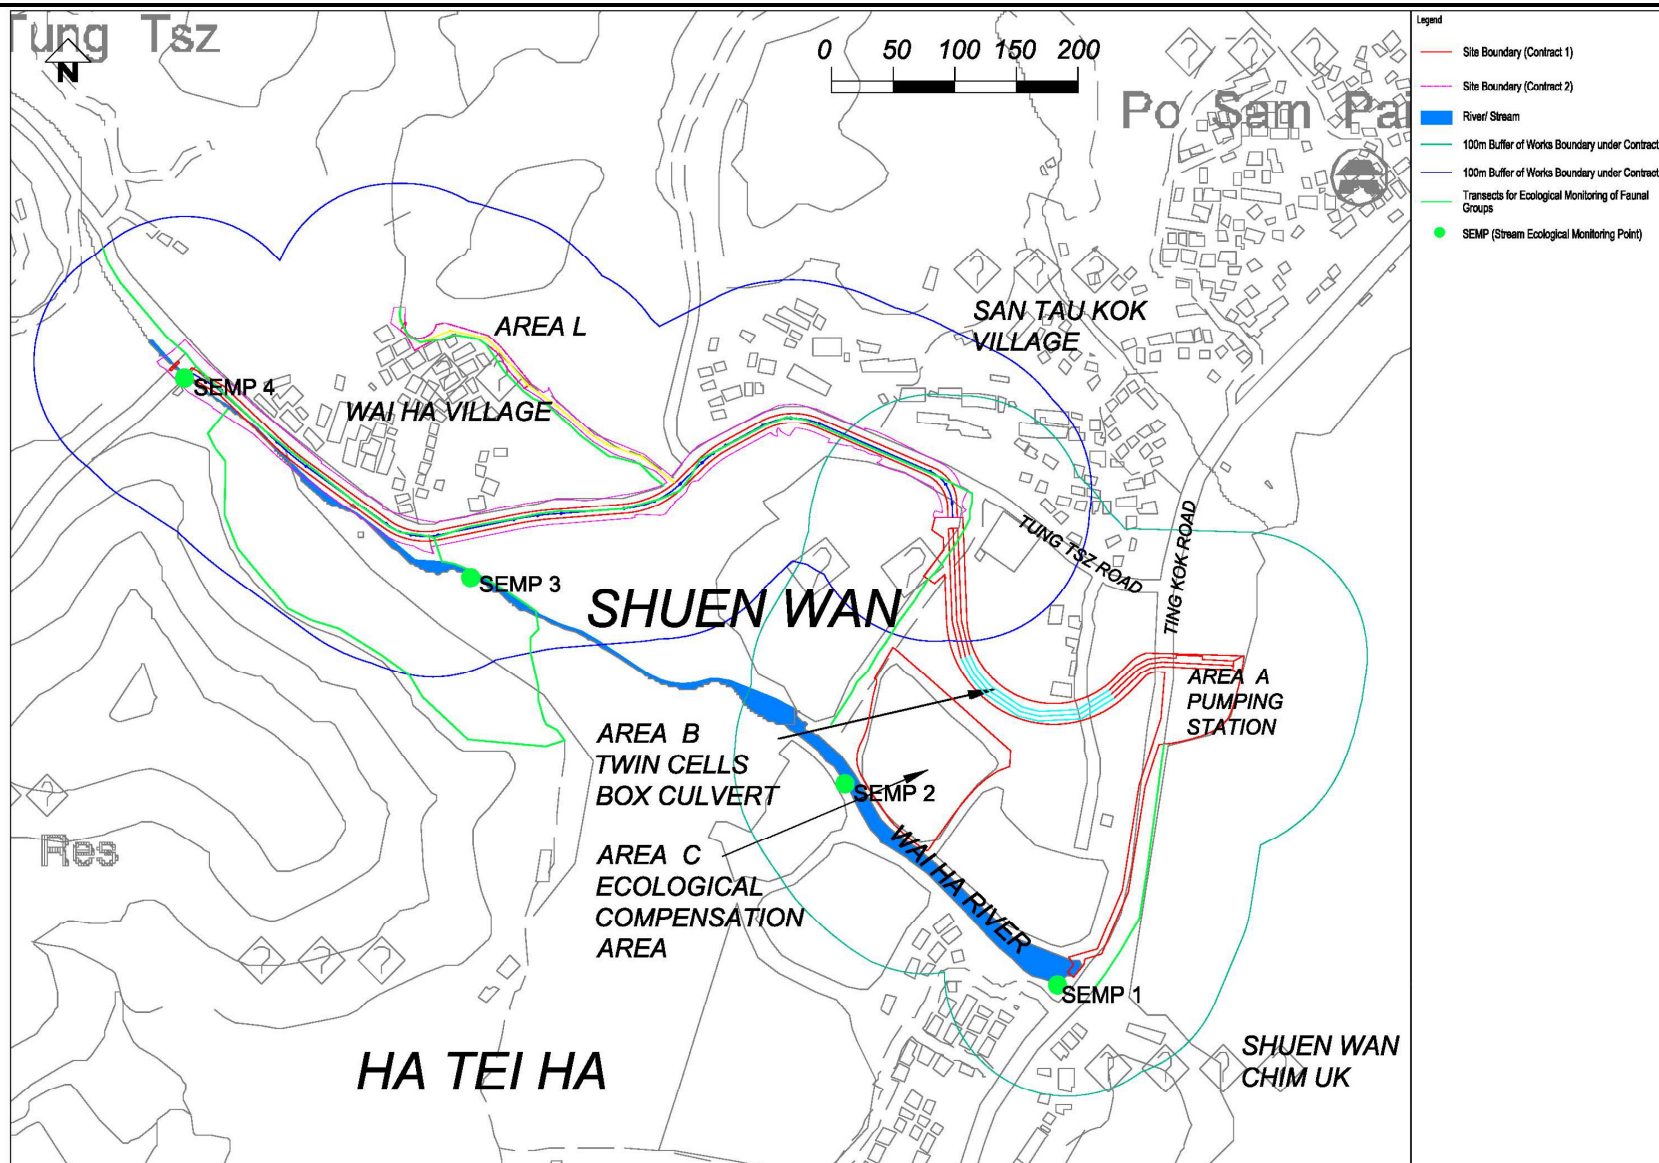 Tung Tsz
N
0 50 100 150 200
Po Sam Pai
Legend
Site Boundary (Contract 1)
Site Boundary (Contract 2)
River/ Stream
100m Buffer of Works Boundary under Contract
100m Buffer of Works Boundary under Contract
Transects for Ecological Monitoring of Faunal
Groups
SEMP (Stream Ecological Monitoring Point)
AREA L
SAN TAU KOK
VILLAGE
SEMP 4
WAI HA VILLAGE
TUNG TSZ ROAD
TING KOK ROAD
SEMP 3
SHUEN WAN
AREA A
PUMPING
STATION
AREA B
TWIN CELLS
BOX CULVERT
SEMP 2
WAI HA RIVER
Res
AREA C
ECOLOGICAL
COMPENSATION
AREA
SEMP 1
HA TEI HA
SHUEN WAN
CHIM UK
? ? ?
? ? ?
? ?
?
? ? ?
? ? ? ?